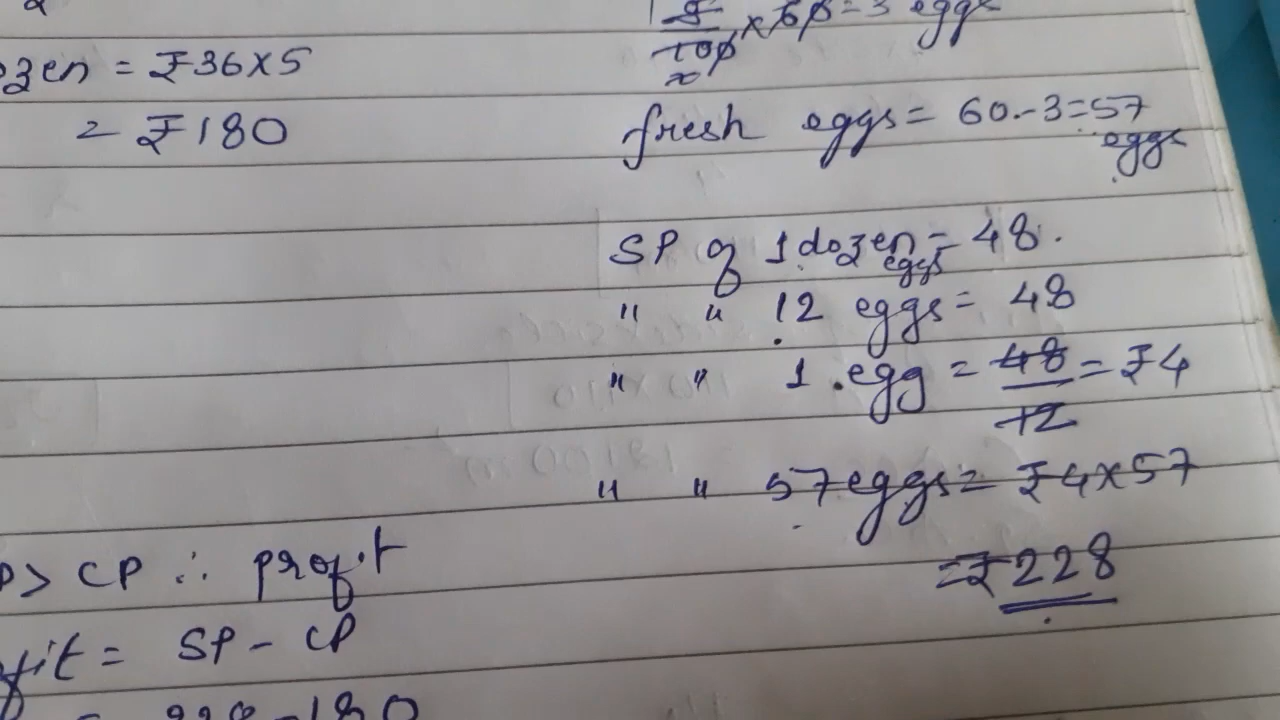 ozen = ₹36×5
= ₹180
5/100 × 60 = 3 eggs
fresh eggs = 60.-3=57
eggs
SP of 1 dozen = 48.
eggs
" " 12 eggs = 48
" " 1 egg = 48/12 = ₹4
" " 57 eggs = ₹4×57
=₹228
P> CP ∴ profit
fit = SP - CP
= 228-180